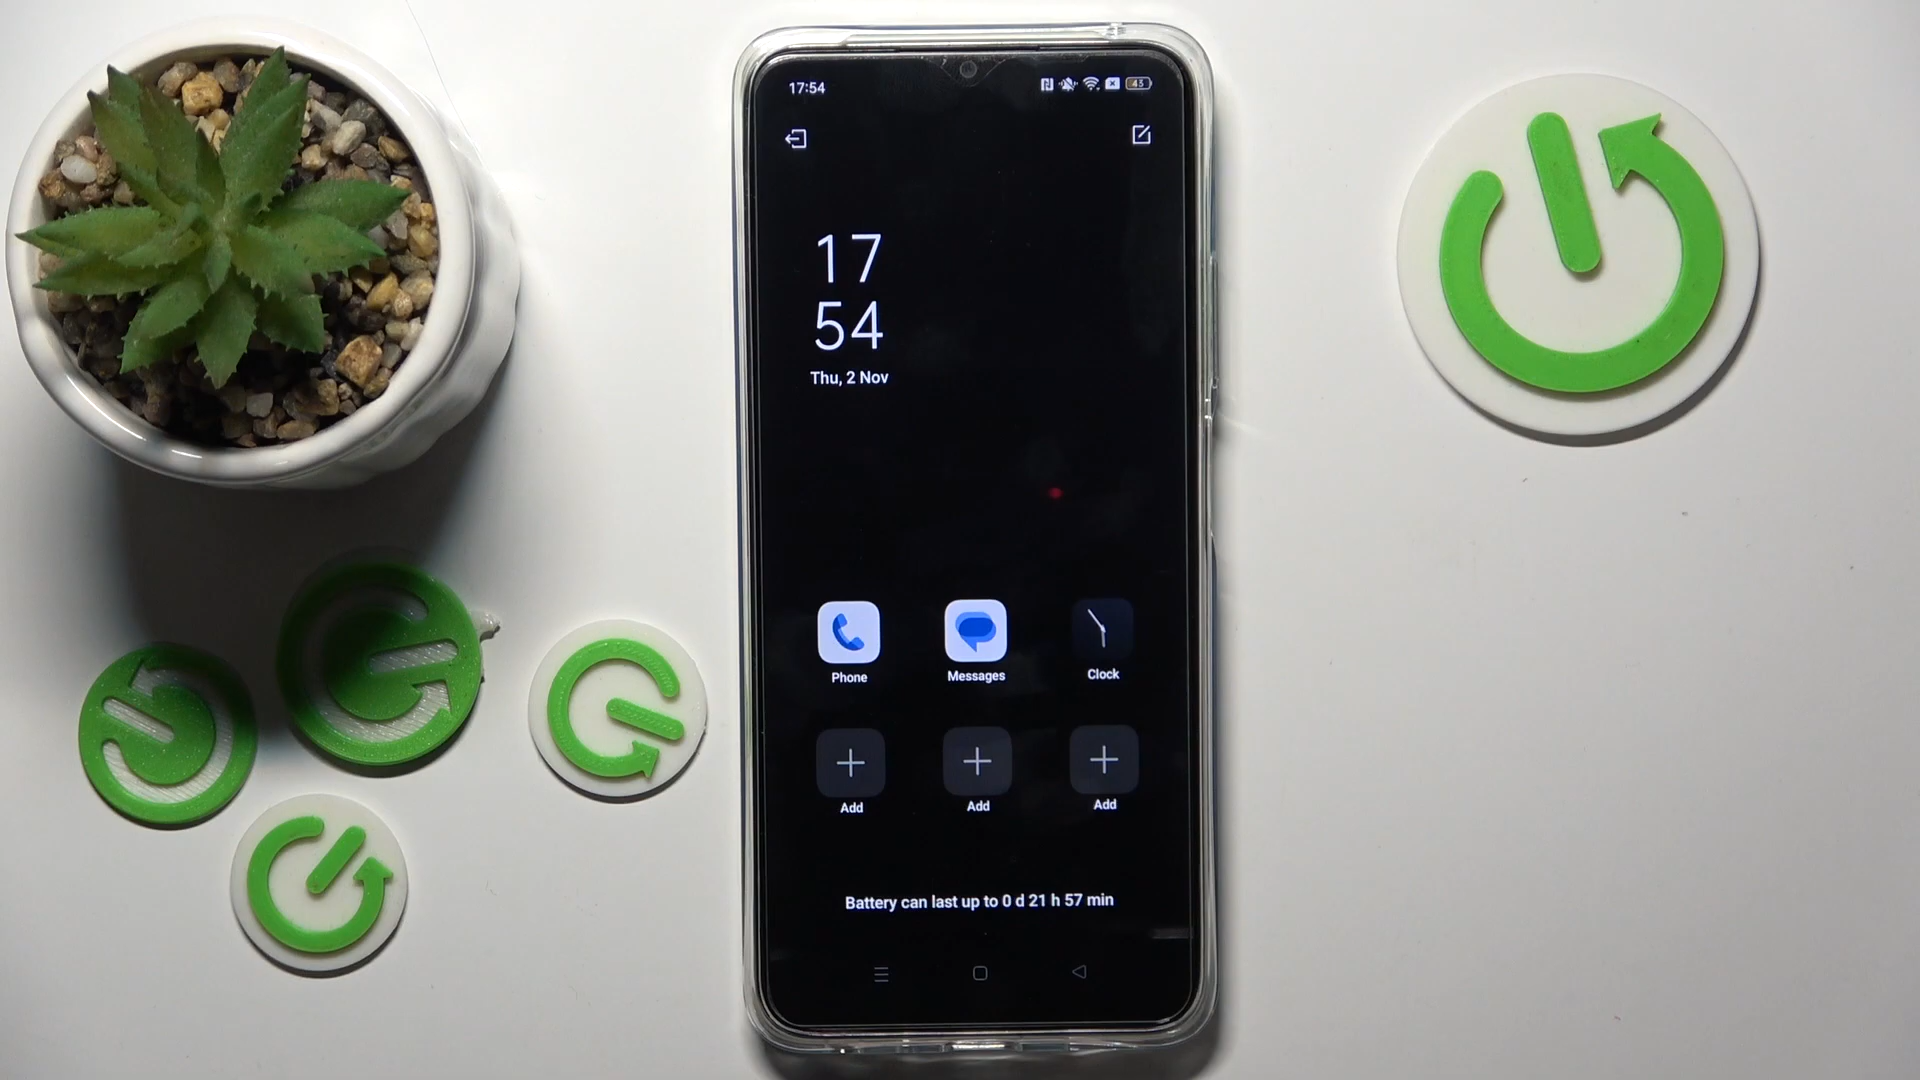 17:54
43
17
54
Thu, 2 Nov
Phone
Messages
Clock
Add
Add
Add
Battery can last up to 0 d 21 h 57 min